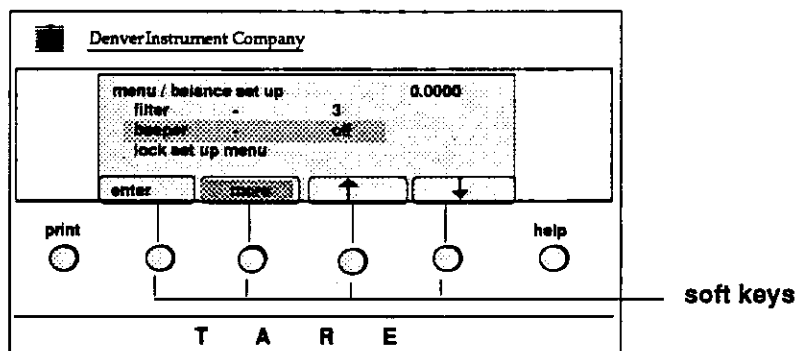 Denver Instrument Company
menu / balance set up 0.0000
filter - 3
beeper - off
lock set up menu
enter more
print help
soft keys
T A R E